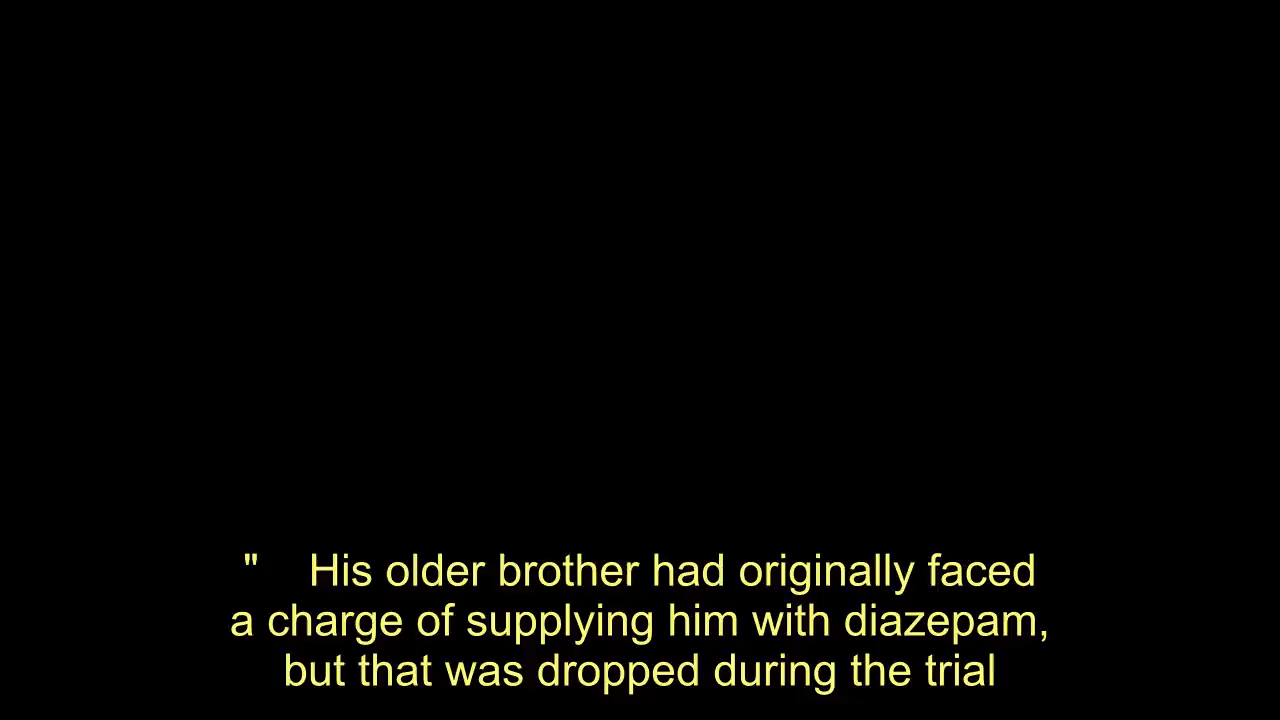 "    His older brother had originally faced
a charge of supplying him with diazepam,
but that was dropped during the trial